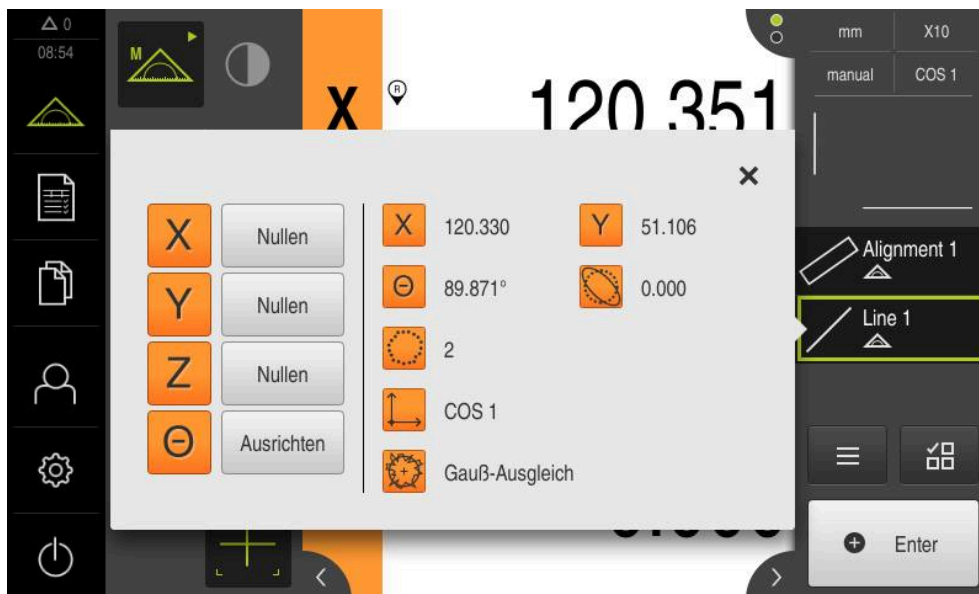 0
08:54
M
X
R
120.351
mm X10
manual COS 1
X Nullen
Y Nullen
Z Nullen
Θ Ausrichten
X 120.330 Y 51.106
Θ 89.871° 0.000
2
COS 1
Gauß-Ausgleich
Alignment 1
Line 1
Enter